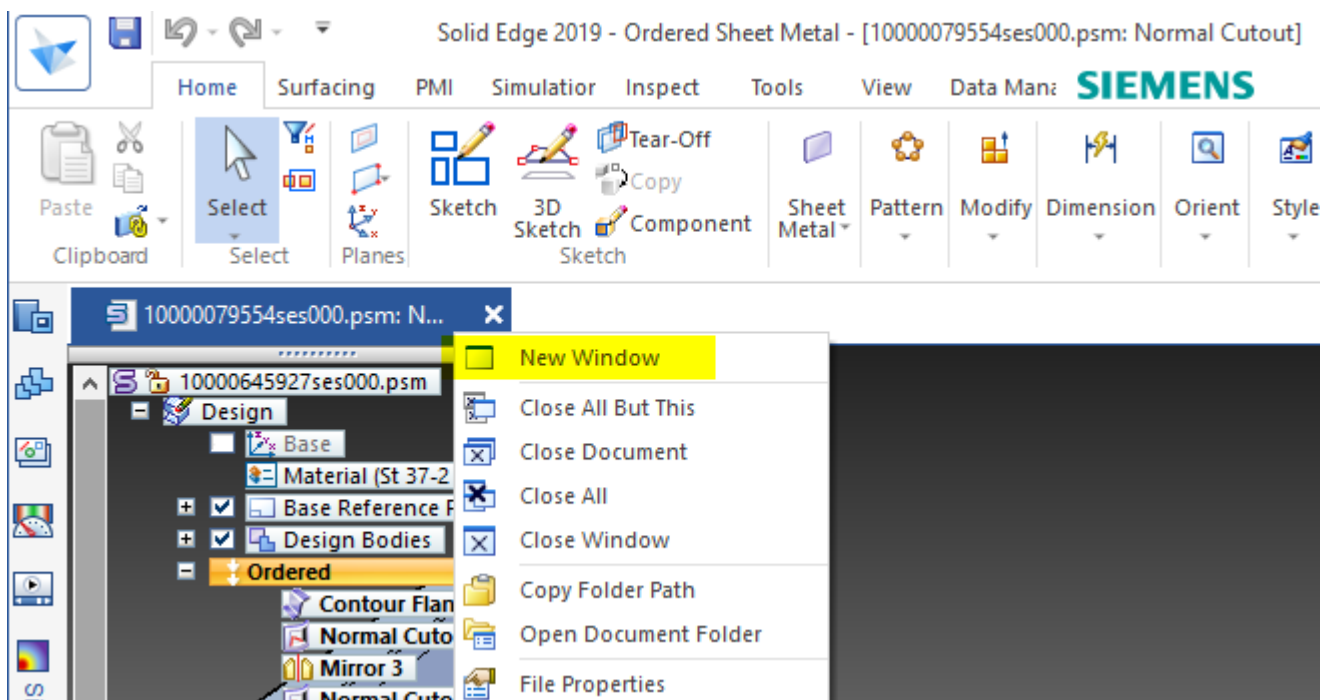 Solid Edge 2019 - Ordered Sheet Metal - [10000079554ses000.psm: Normal Cutout]
Home Surfacing PMI Simulation Inspect Tools View Data Mana SIEMENS
Tear-Off
Copy
Component
Paste Select Sketch 3D Sketch Sheet Metal Pattern Modify Dimension Orient Style
Clipboard Select Planes Sketch
10000079554ses000.psm: N...
New Window
10000645927ses000.psm
Design
Close All But This
Base
Close Document
Material (St 37-2
Close All
Base Reference P
Design Bodies
Close Window
Ordered
Copy Folder Path
Contour Flan
Normal Cuto
Open Document Folder
Mirror 3
File Properties
Normal Cuto
S